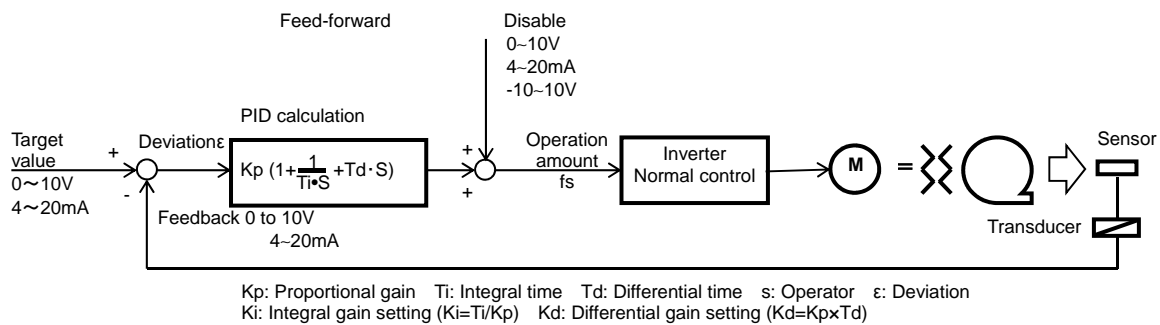 Feed-forward
Disable
0~10V
4~20mA
-10~10V
PID calculation
Target
value
0～10V
4～20mA
+
-
Deviationε
Kp (1+ 1/Ti•S +Td·S)
+
+
Operation
amount
fs
Inverter
Normal control
M
=
Sensor
Transducer
Feedback 0 to 10V
4~20mA
Kp: Proportional gain Ti: Integral time Td: Differential time s: Operator ε: Deviation
Ki: Integral gain setting (Ki=Ti/Kp) Kd: Differential gain setting (Kd=Kp×Td)